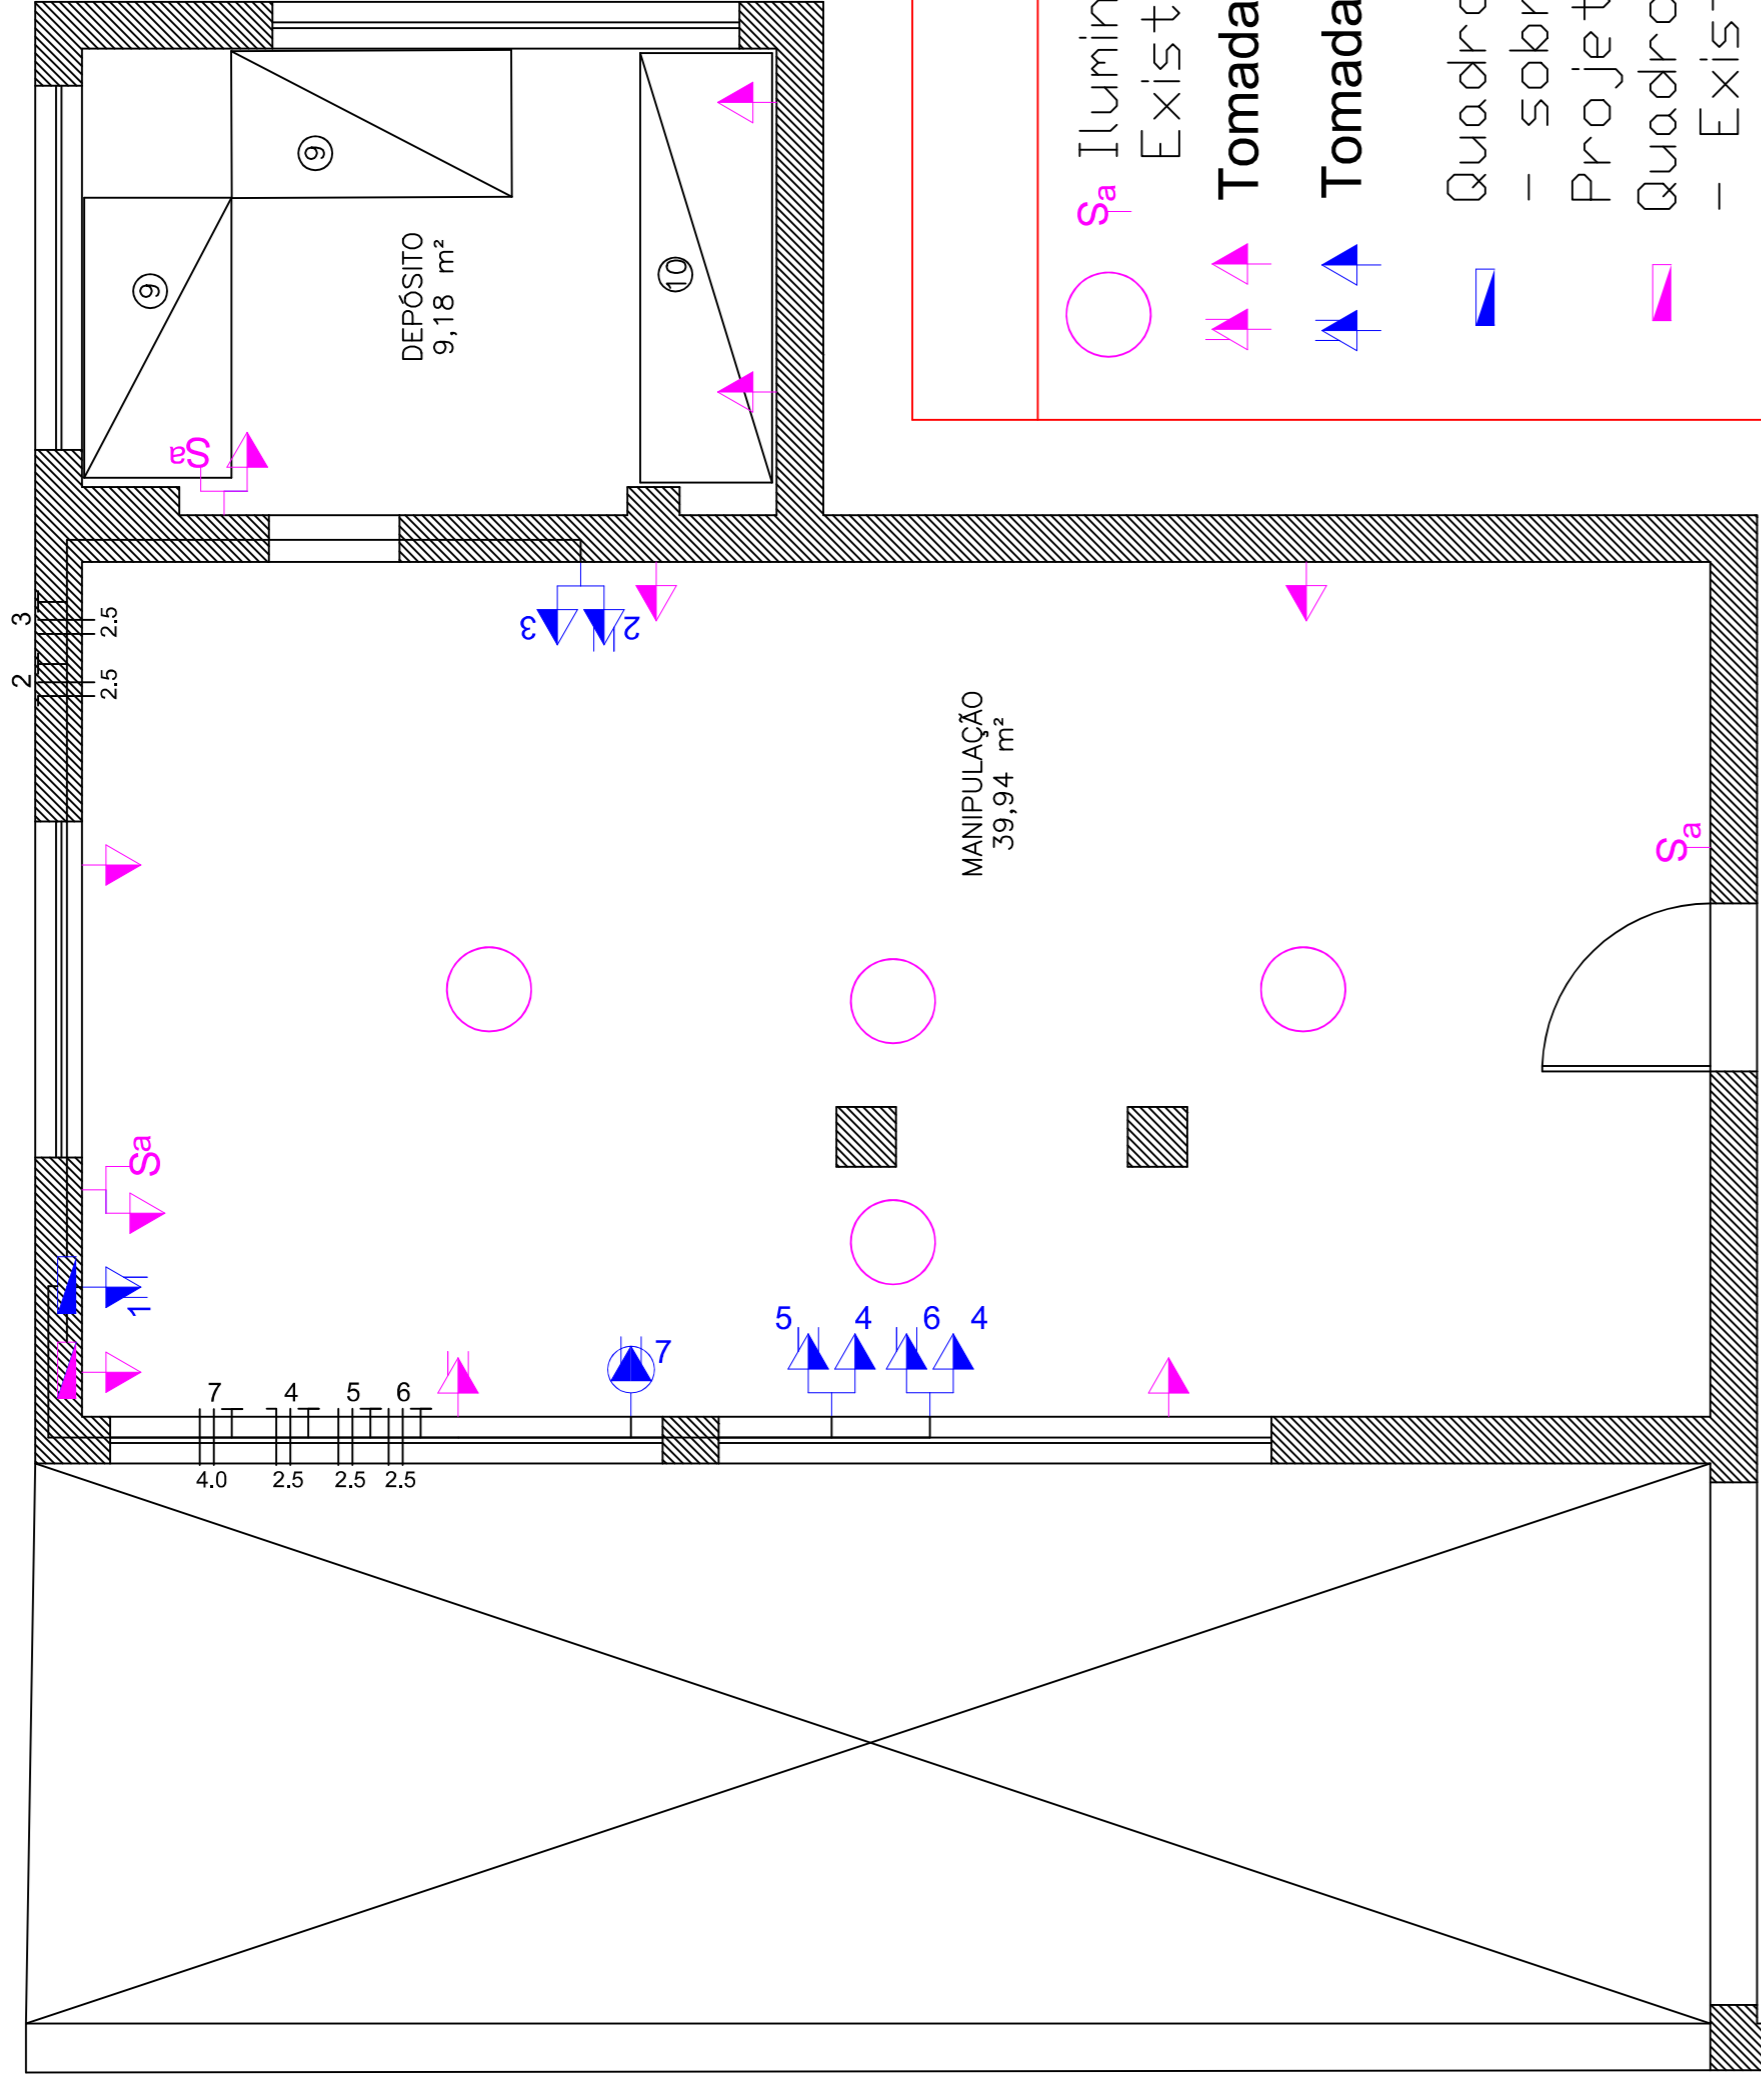 DEPÓSITO
9,18 m²
MANIPULAÇÃO
39,94 m²
9
9
10
Sa
Sa
Sa
3
2.5
2
2.5
3
2
1
7
4
5
6
4.0
2.5
2.5
2.5
7
5
4
6
4
Sa
Ilumin
Exist
Tomada
Tomada
Quadro
- sobr
Projet
Quadro
- Exist